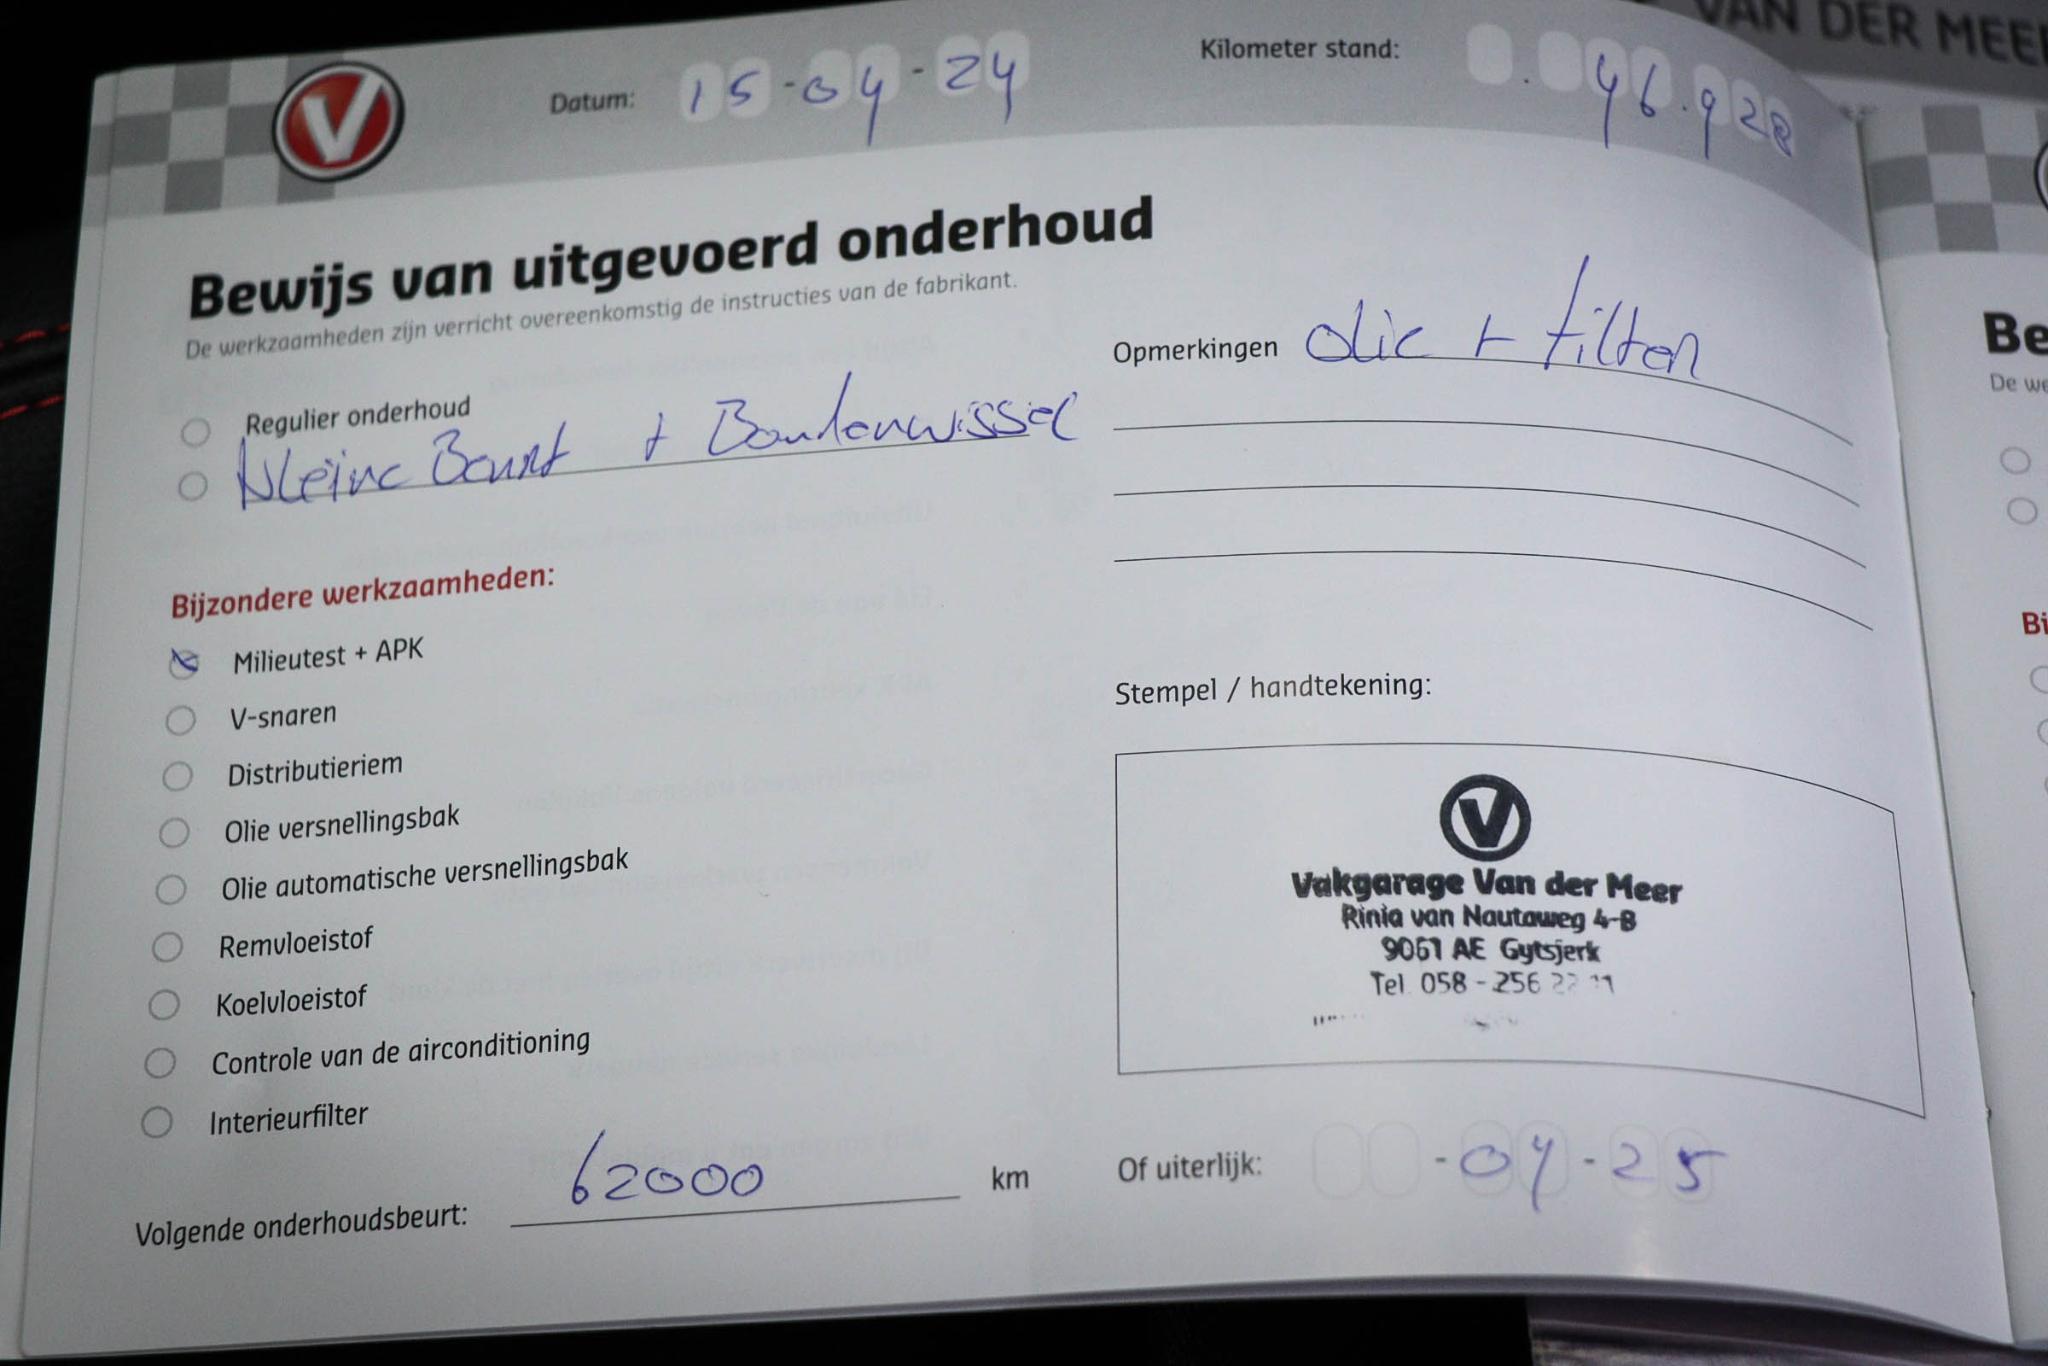 VAN DER MEE
Datum: 15-04-24
Kilometer stand: 46.928
Bewijs van uitgevoerd onderhoud
De werkzaamheden zijn verricht overeenkomstig de instructies van de fabrikant.
Regulier onderhoud
Kleine Beurt + Bandenwissel
Opmerkingen olie + filter
Bijzondere werkzaamheden:
Milieutest + APK
V-snaren
Distributieriem
Olie versnellingsbak
Olie automatische versnellingsbak
Remvloeistof
Koelvloeistof
Controle van de airconditioning
Interieurfilter
Volgende onderhoudsbeurt: 62000 km
Stempel / handtekening:
V
Vakgarage Van der Meer
Rinia van Nautaweg 4-B
9061 AE Gytsjerk
Tel. 058 - 256
Of uiterlijk: -04-25
Be
De we
Bi